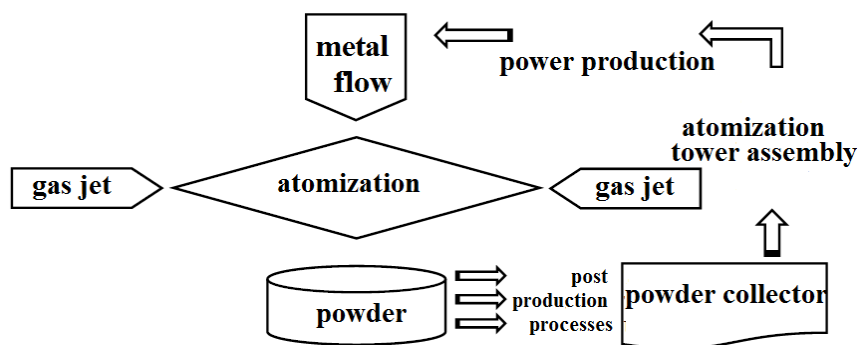 metal
flow
power production
atomization
tower assembly
gas jet
atomization
gas jet
powder
post
production
processes
powder collector